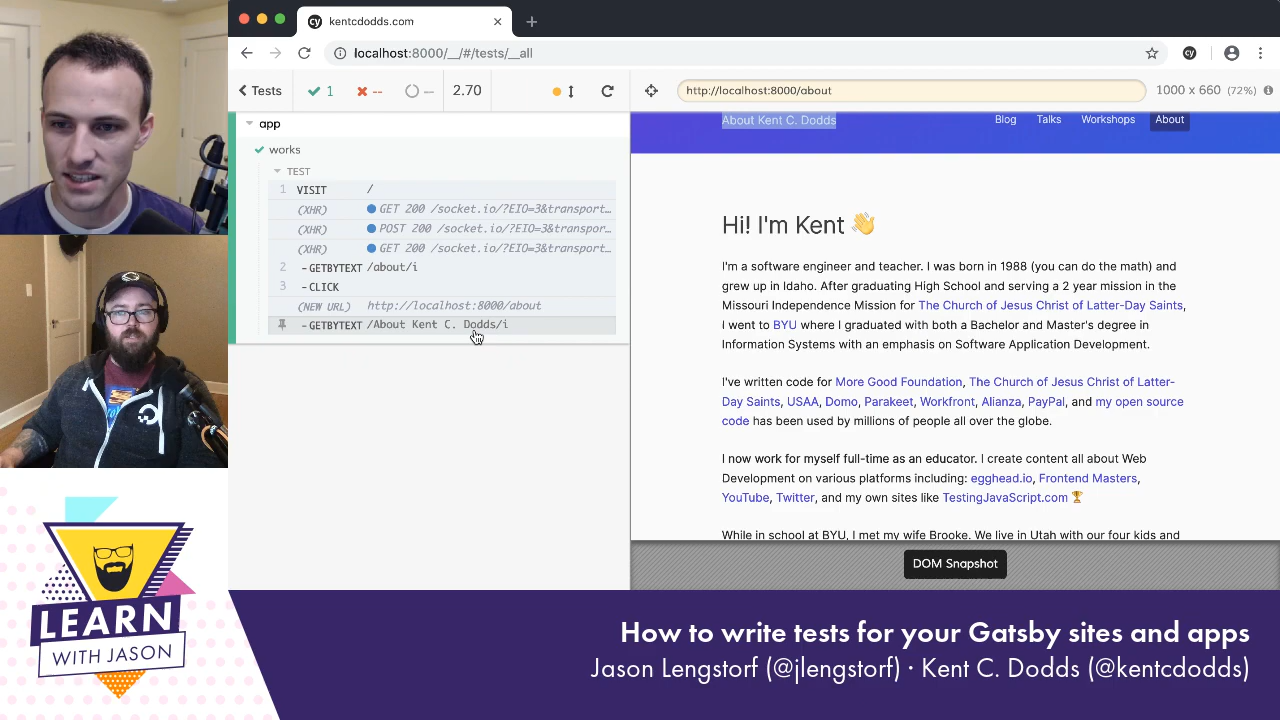 kentcdodds.com
localhost:8000/__/#/tests/__all
Tests
1
--
--
2.70
http://localhost:8000/about
1000 x 660 (72%)
app
works
TEST
1 VISIT /
(XHR) GET 200 /socket.io/?EIO=3&transport…
(XHR) POST 200 /socket.io/?EIO=3&transpor…
(XHR) GET 200 /socket.io/?EIO=3&transport…
2 -GETBYTEXT /about/i
3 -CLICK
(NEW URL) http://localhost:8000/about
-GETBYTEXT /About Kent C. Dodds/i
About Kent C. Dodds
Blog Talks Workshops About
Hi! I'm Kent 👋
I'm a software engineer and teacher. I was born in 1988 (you can do the math) and
grew up in Idaho. After graduating High School and serving a 2 year mission in the
Missouri Independence Mission for The Church of Jesus Christ of Latter-Day Saints,
i went to BYU where I graduated with both a Bachelor and Master's degree in
Information Systems with an emphasis on Software Application Development.
I've written code for More Good Foundation, The Church of Jesus Christ of Latter-
Day Saints, USAA, Domo, Parakeet, Workfront, Alianza, PayPal, and my open source
code has been used by millions of people all over the globe.
I now work for myself full-time as an educator. I create content all about Web
Development on various platforms including: egghead.io, Frontend Masters,
YouTube, Twitter, and my own sites like TestingJavaScript.com 🏆
While in school at BYU, I met my wife Brooke. We live in Utah with our four kids and
DOM Snapshot
LEARN
WITH JASON
How to write tests for your Gatsby sites and apps
Jason Lengstorf (@jlengstorf) · Kent C. Dodds (@kentcdodds)